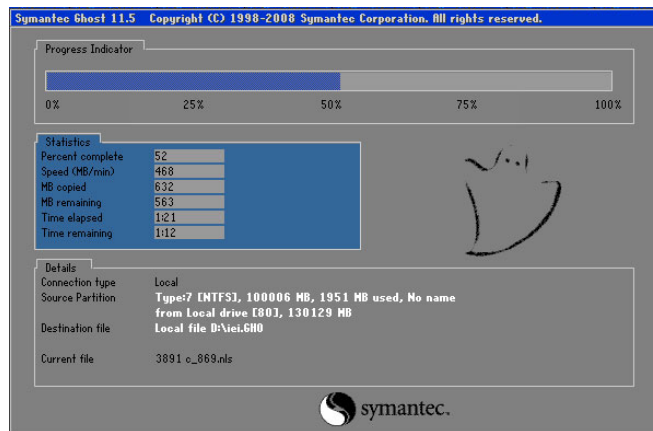 Symantec Ghost 11.5 Copyright (C) 1998-2008 Symantec Corporation. All rights reserved.
Progress Indicator
0% 25% 50% 75% 100%
Statistics
Percent complete 52
Speed (MB/min) 468
MB copied 632
MB remaining 563
Time elapsed 1:21
Time remaining 1:12
Details
Connection type Local
Source Partition Type:7 [NTFS], 100006 MB, 1951 MB used, No name
from Local drive [80], 130129 MB
Destination file Local file D:\iei.GHO
Current file 3891 c_869.nls
symantec.